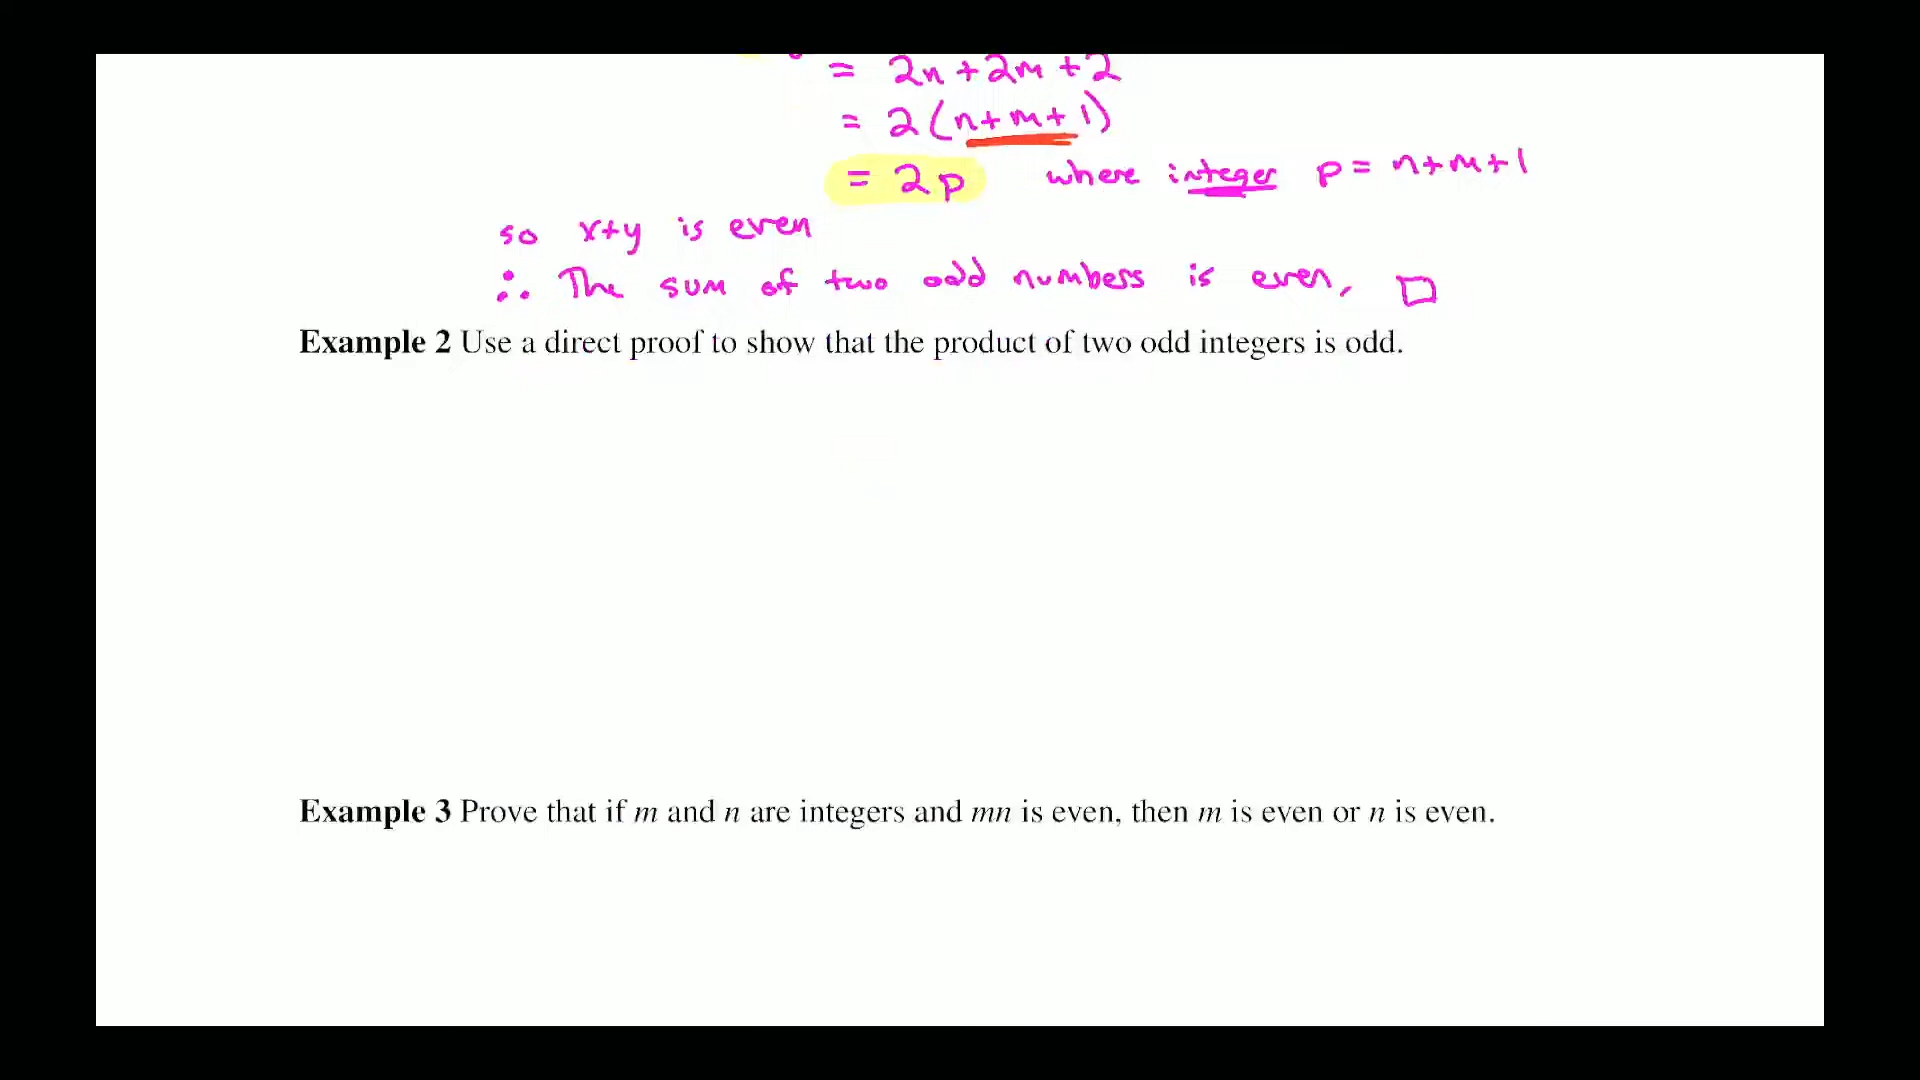 = 2n+2m+2
= 2(n+m+1)
= 2p where integer p = n+m+1
so x+y is even
∴ The sum of two odd numbers is even. □
Example 2 Use a direct proof to show that the product of two odd integers is odd.
Example 3 Prove that if m and n are integers and mn is even, then m is even or n is even.